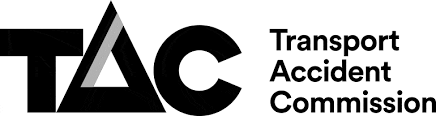 TAC
Transport
Accident
Commission